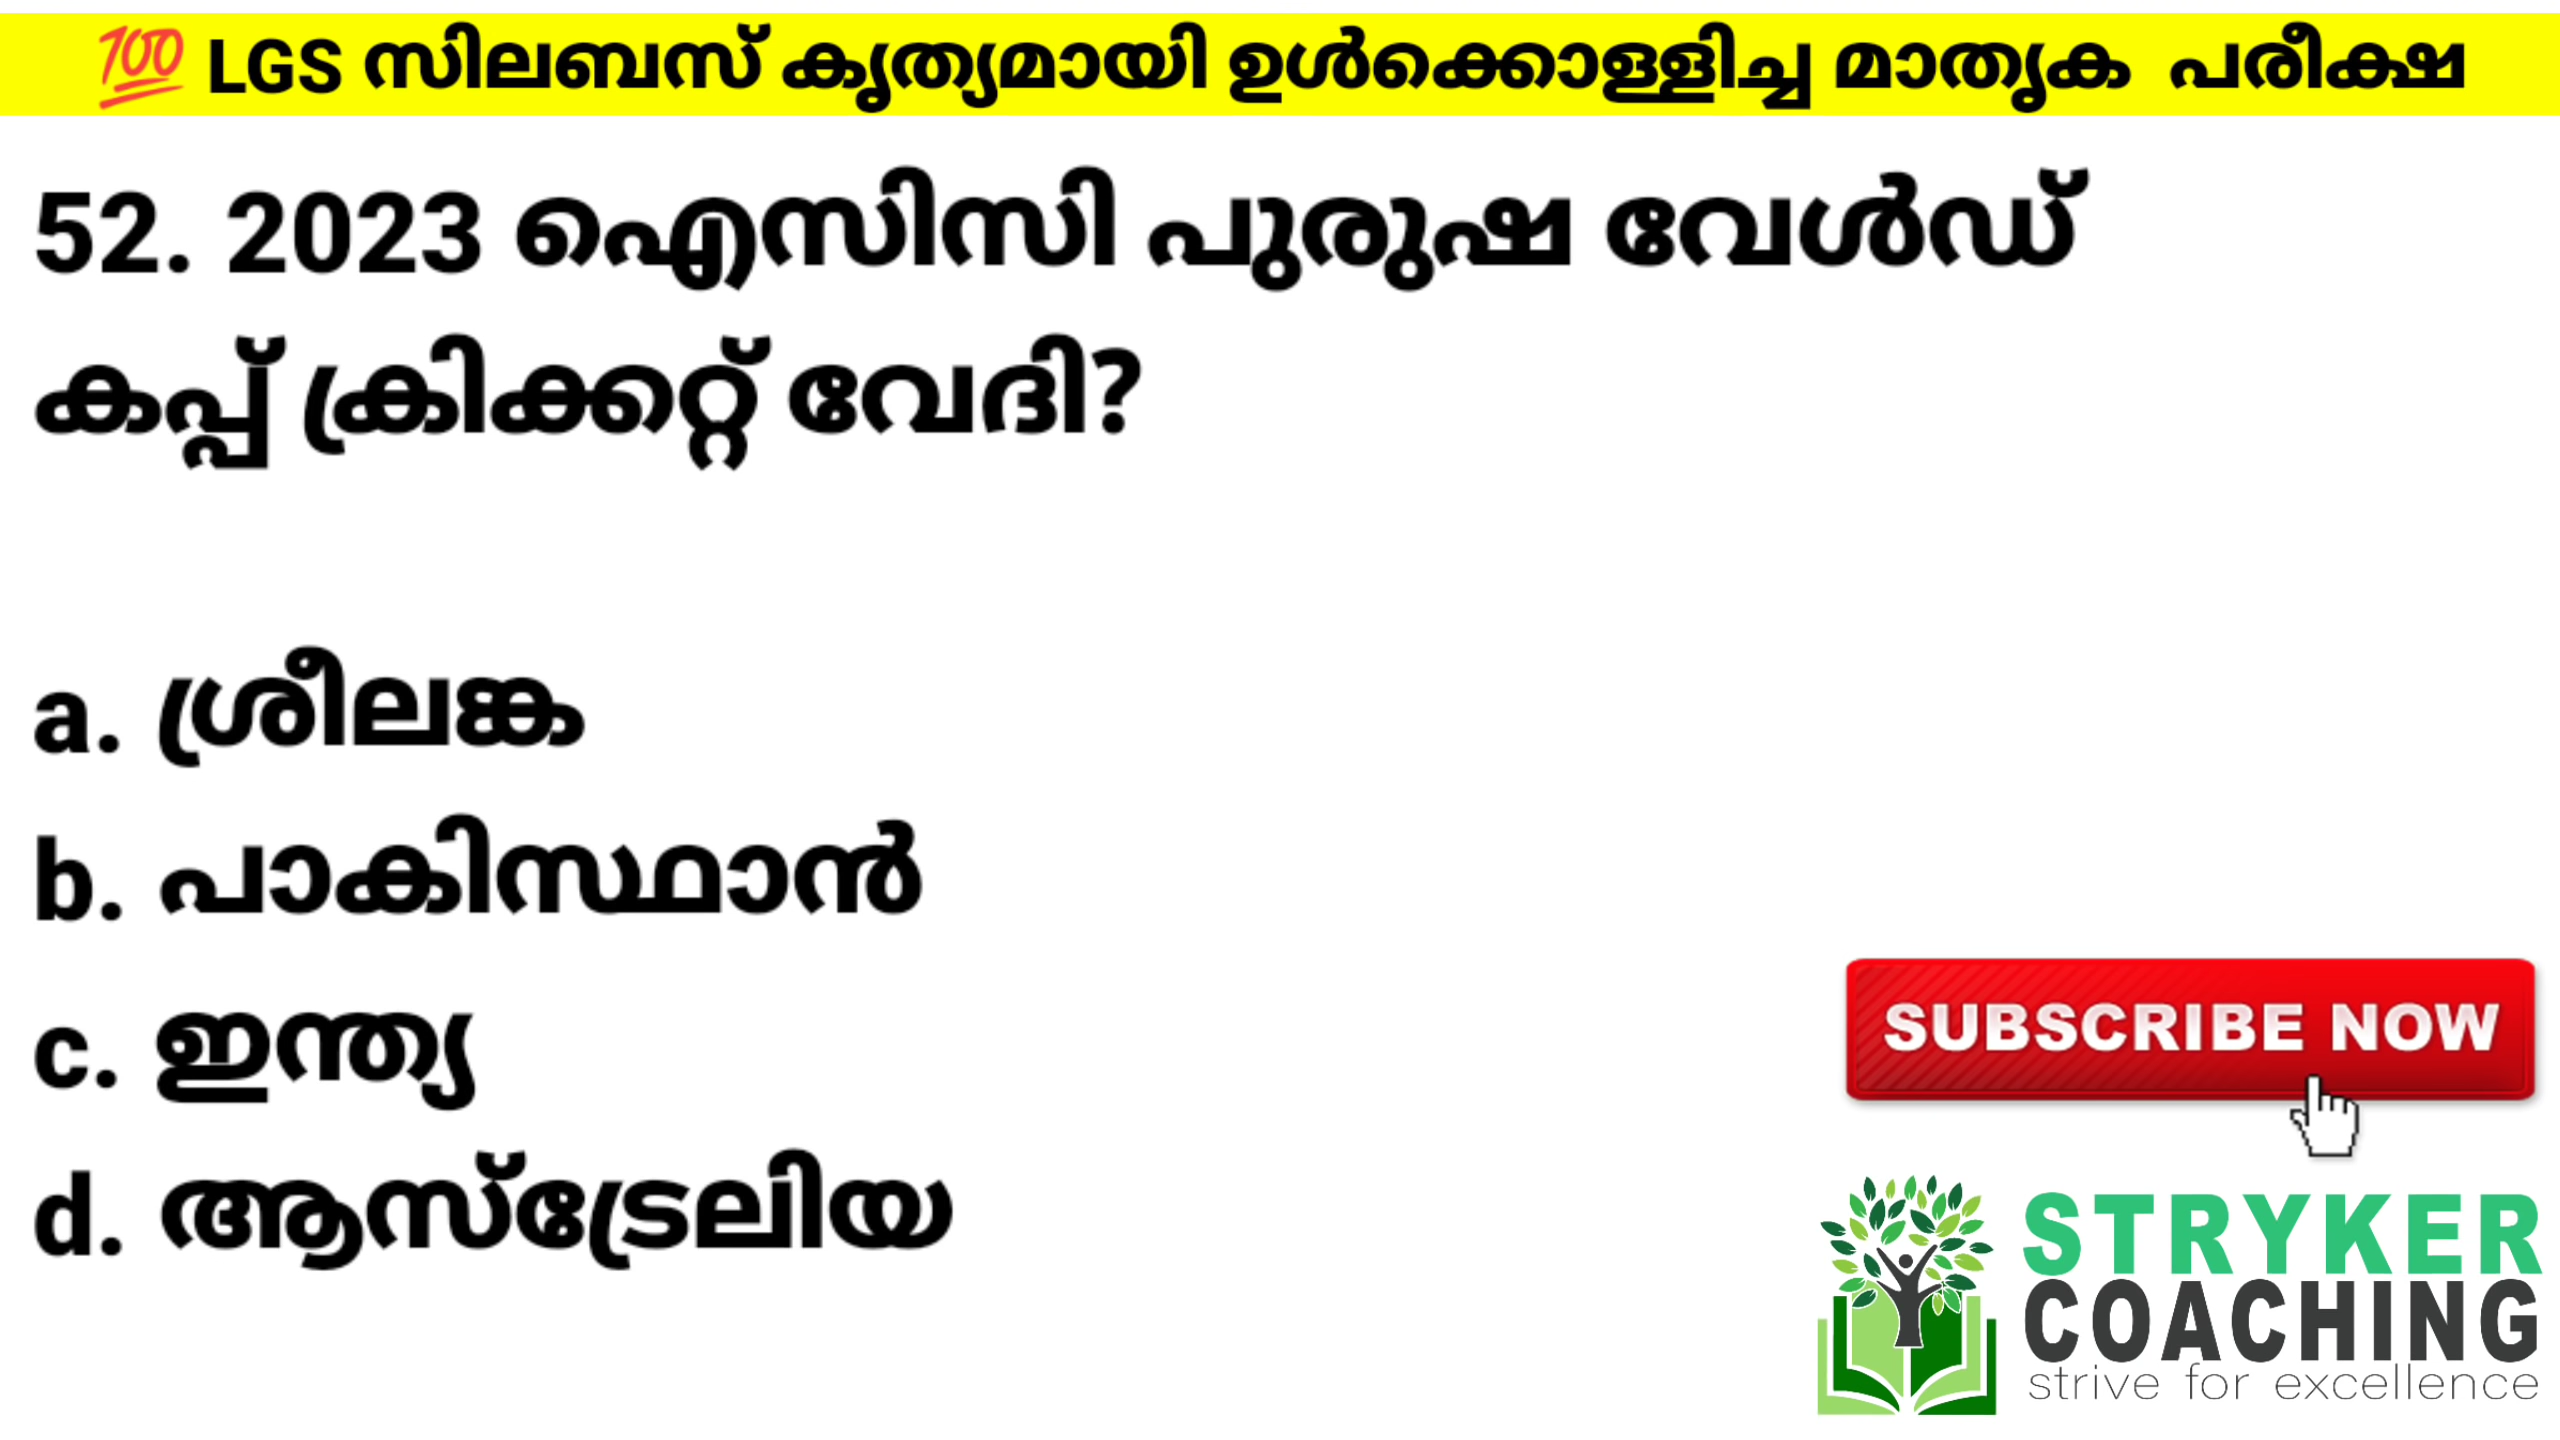 💯 LGS സിലബസ് കൃത്യമായി ഉൾക്കൊള്ളിച്ച മാതൃക പരീക്ഷ
52. 2023 ഐസിസി പുരുഷ വേൾഡ്
കപ്പ് ക്രിക്കറ്റ് വേദി?
a. ശ്രീലങ്ക
b. പാകിസ്ഥാൻ
c. ഇന്ത്യ
d. ആസ്ട്രേലിയ
SUBSCRIBE NOW
STRYKER
COACHING
strive for excellence